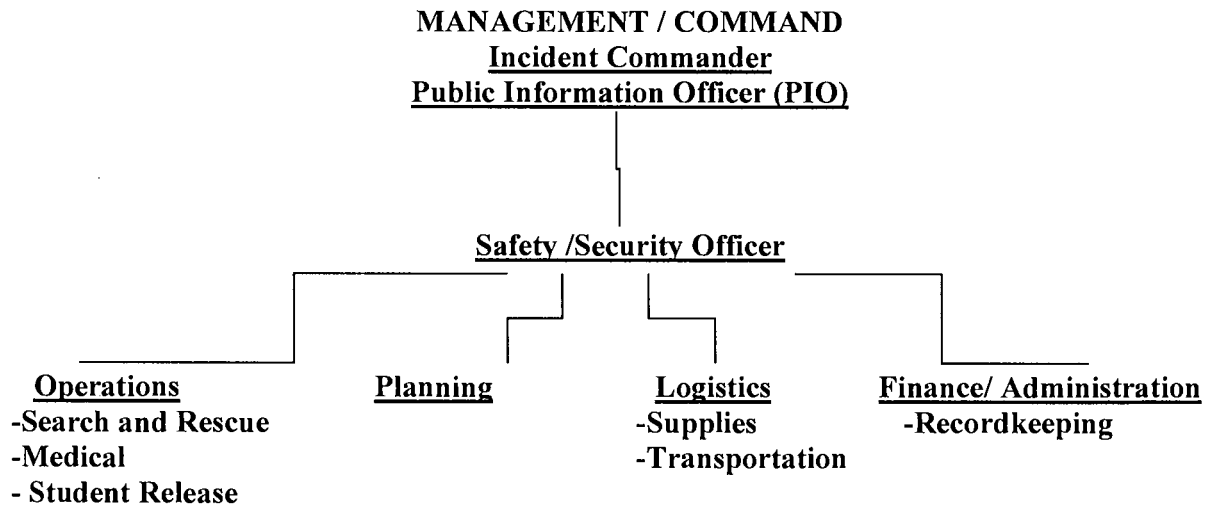 MANAGEMENT / COMMAND
Incident Commander
Public Information Officer (PIO)
Safety /Security Officer
Operations
-Search and Rescue
-Medical
- Student Release
Planning
Logistics
-Supplies
-Transportation
Finance/ Administration
-Recordkeeping